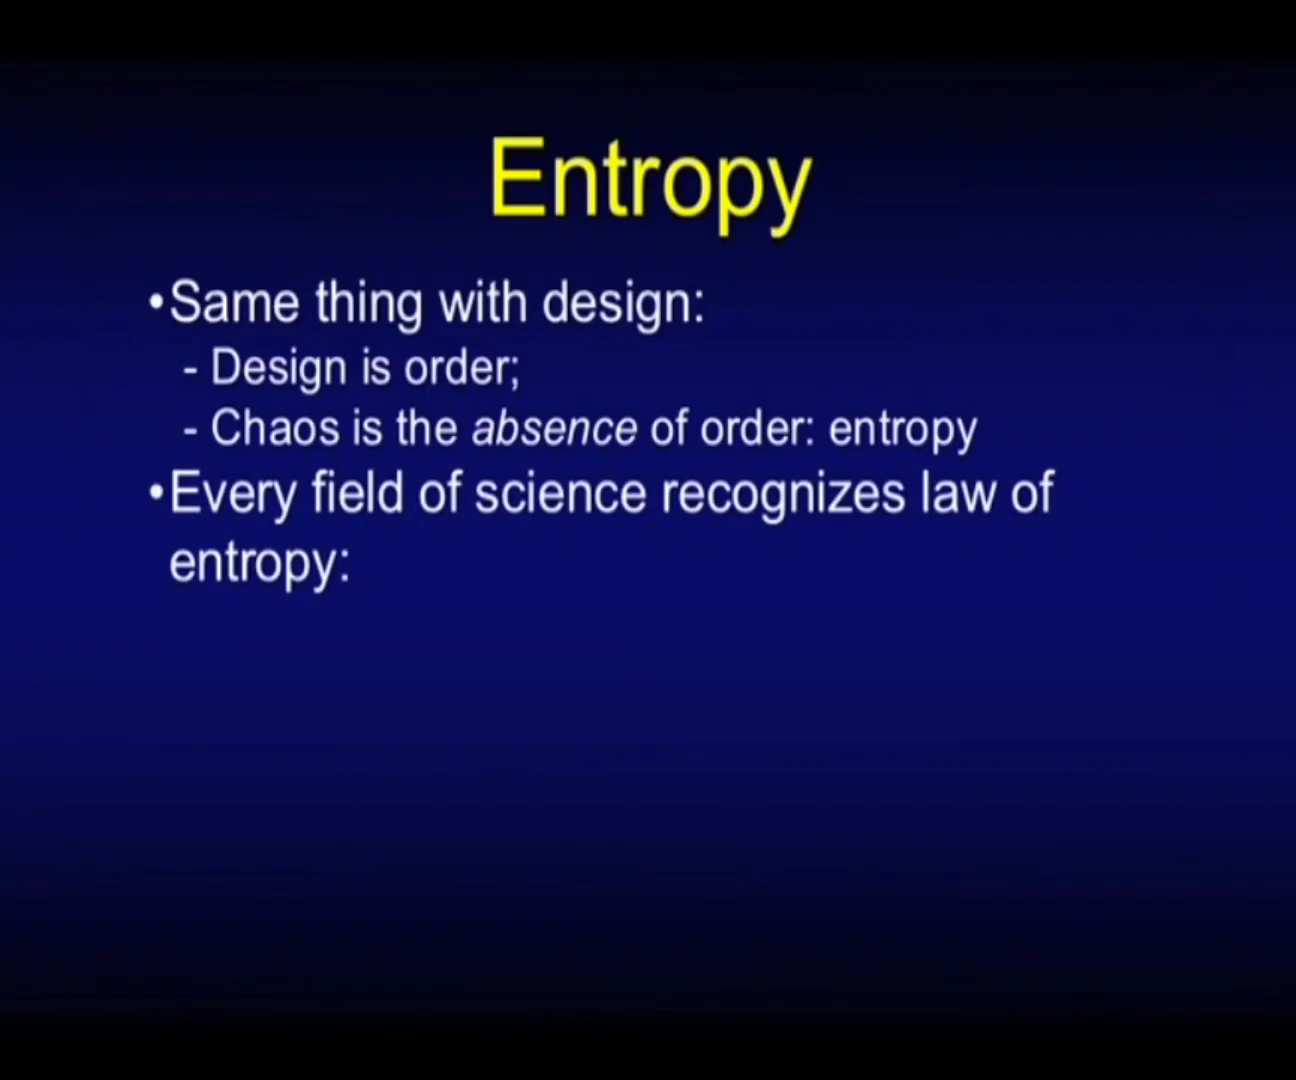 Entropy
•Same thing with design:
- Design is order;
- Chaos is the absence of order: entropy
•Every field of science recognizes law of
entropy: